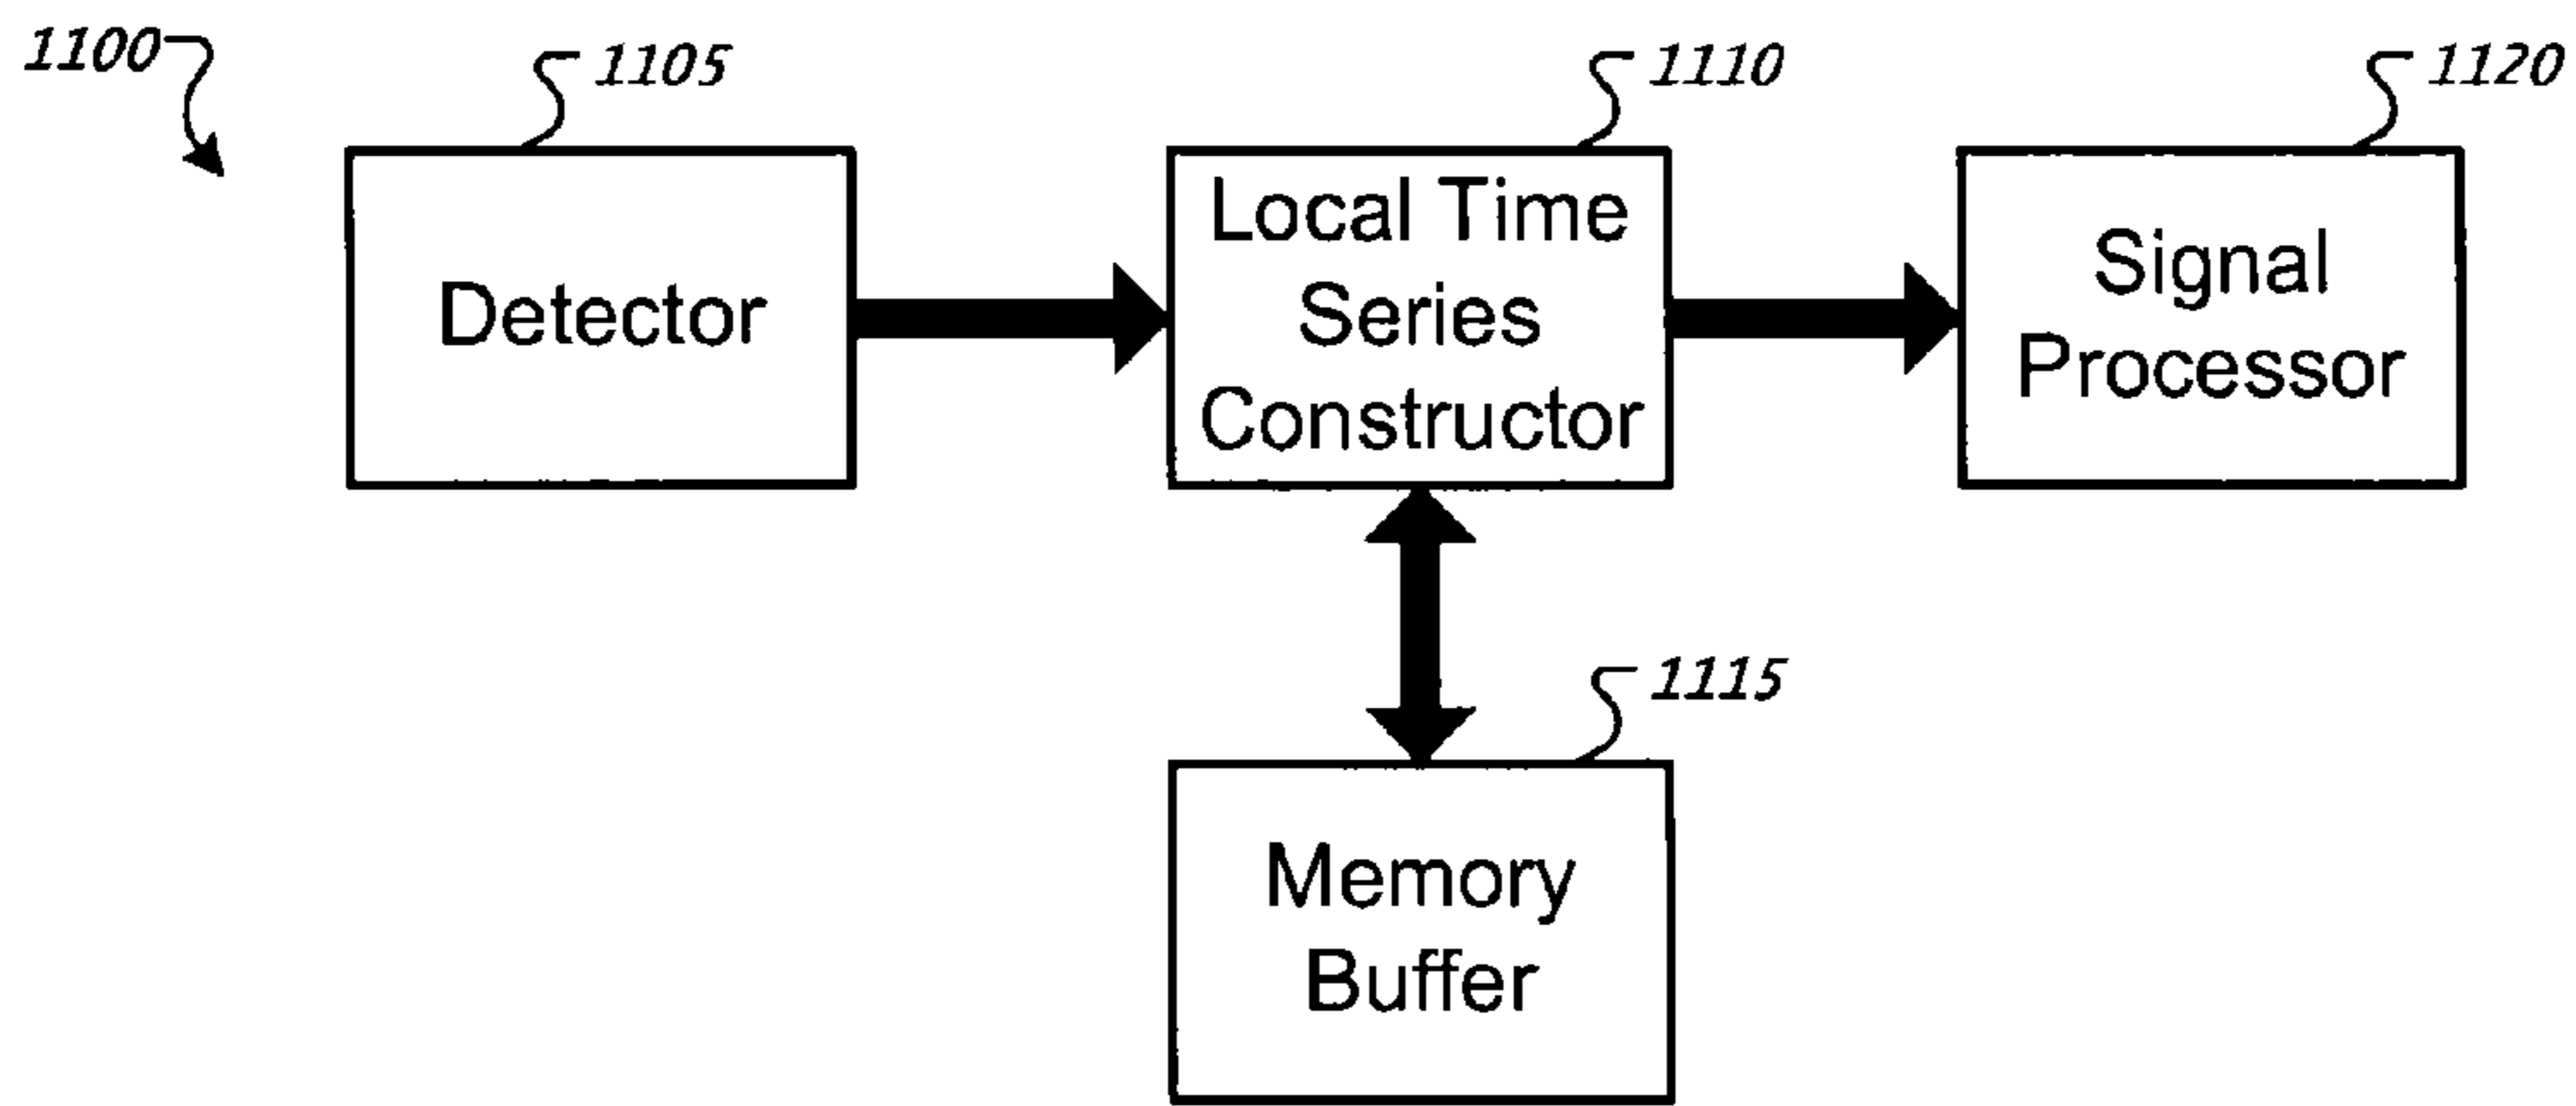 1100
1105
1110
1120
Detector
Local Time
Series
Constructor
Signal
Processor
1115
Memory
Buffer